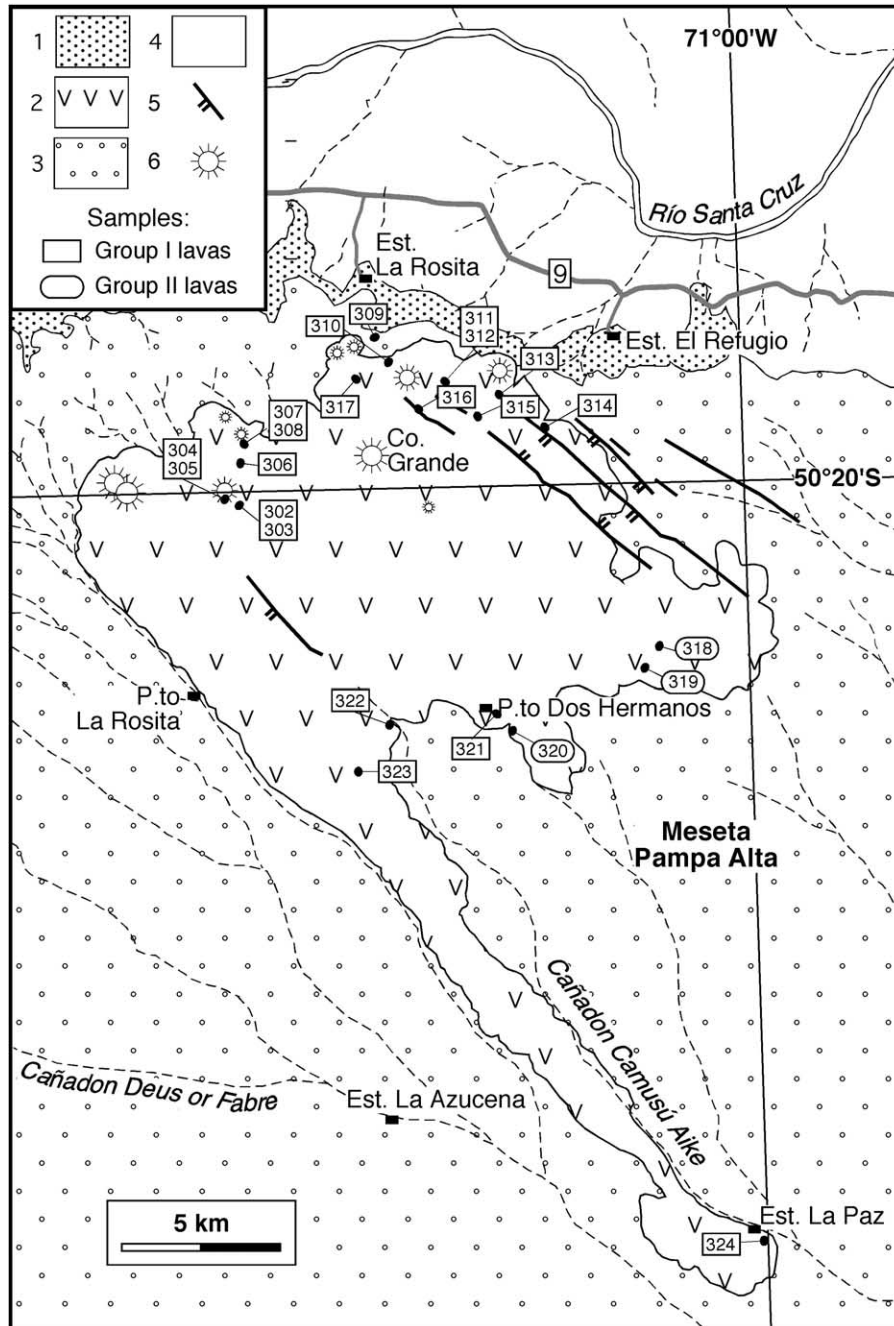 1
4
2
5
3
6
Samples:
Group I lavas
Group II lavas
71°00'W
Río Santa Cruz
Est.
La Rosita
9
309
310
311
312
313
Est. El Refugio
317
316
315
314
307
308
304
305
306
Co.
Grande
50°20'S
302
303
318
319
P.to
La Rosita
322
P.to Dos Hermanos
321
320
323
Meseta
Pampa Alta
Cañadon Camusú Aike
Cañadon Deus or Fabre
Est. La Azucena
5 km
Est. La Paz
324